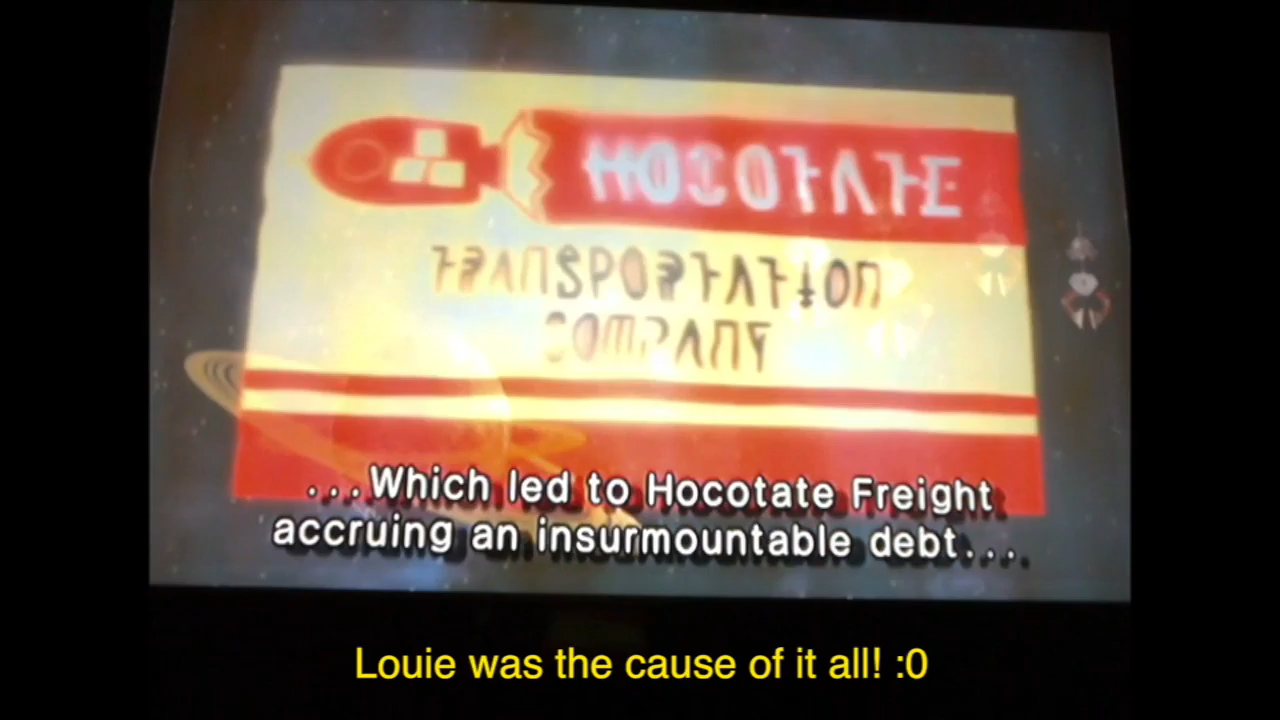 HOCOTATE
TRANSPORTATION
COMPANY
...Which led to Hocotate Freight
accruing an insurmountable debt...
Louie was the cause of it all! :0